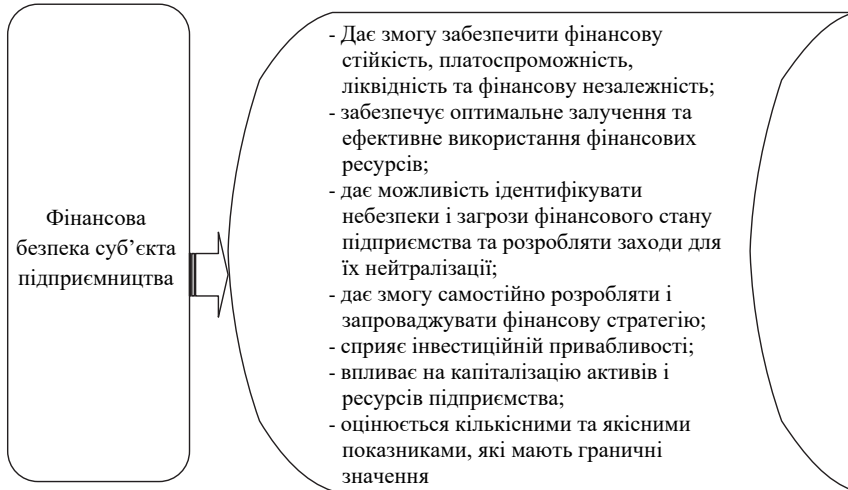 Фінансова
безпека суб’єкта
підприємництва
- Дає змогу забезпечити фінансову
стійкість, платоспроможність,
ліквідність та фінансову незалежність;
- забезпечує оптимальне залучення та
ефективне використання фінансових
ресурсів;
- дає можливість ідентифікувати
небезпеки і загрози фінансового стану
підприємства та розробляти заходи для
їх нейтралізації;
- дає змогу самостійно розробляти і
запроваджувати фінансову стратегію;
- сприяє інвестиційній привабливості;
- впливає на капіталізацію активів і
ресурсів підприємства;
- оцінюється кількісними та якісними
показниками, які мають граничні
значення